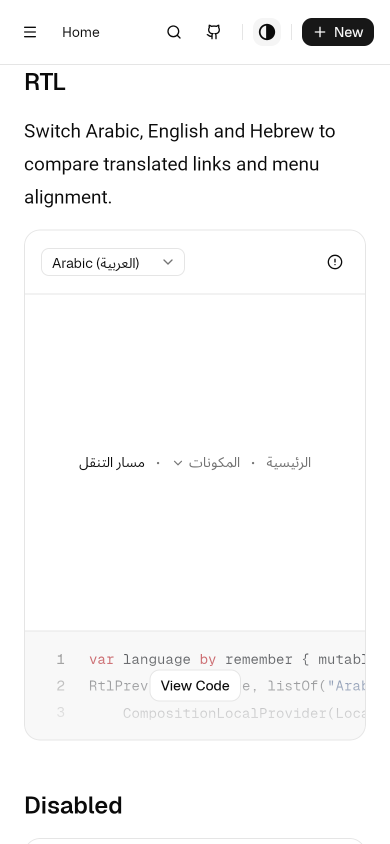 Home
New
RTL
Switch Arabic, English and Hebrew to
compare translated links and menu
alignment.
Arabic (العربية)
الرئيسية · المكونات · مسار التنقل
1 var language by remember { mutabl
2 RtlPrev e, listOf("Arab
View Code
3 CompositionLocalProvider(Loca
Disabled